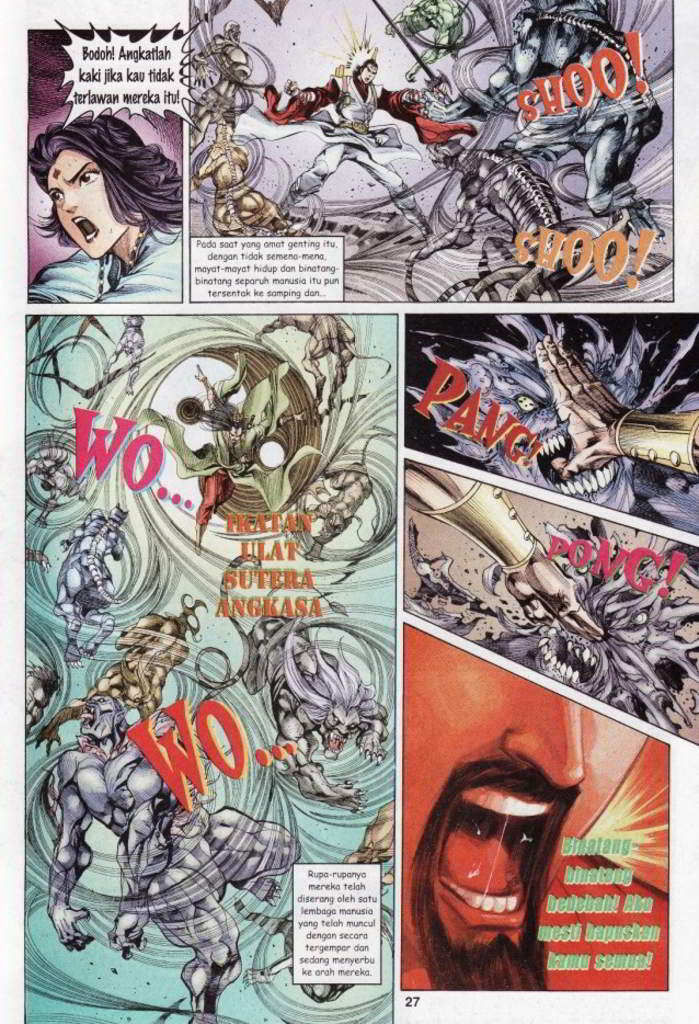 Bodoh! Angkatlah
kaki jika kau tidak
terlawan mereka itu!
SHOO!
Pada saat yang amat genting itu,
dengan tidak semena-mena,
mayat-mayat hidup dan binatang-
binatang separuh manusia itu pun
tersentak ke samping dan...
SHOO!
WO...
IKATAN
ULAT
SUTERA
ANGKASA
WO...
Rupa-rupanya
mereka telah
diserang oleh satu
lembaga manusia
yang telah muncul
dengan secara
tergempar dan
sedang menyerbu
ke arah mereka.
PANG!
PONG!
Binatang-
binatang
bedebah! Aku
mesti hapuskan
kamu semua!
27